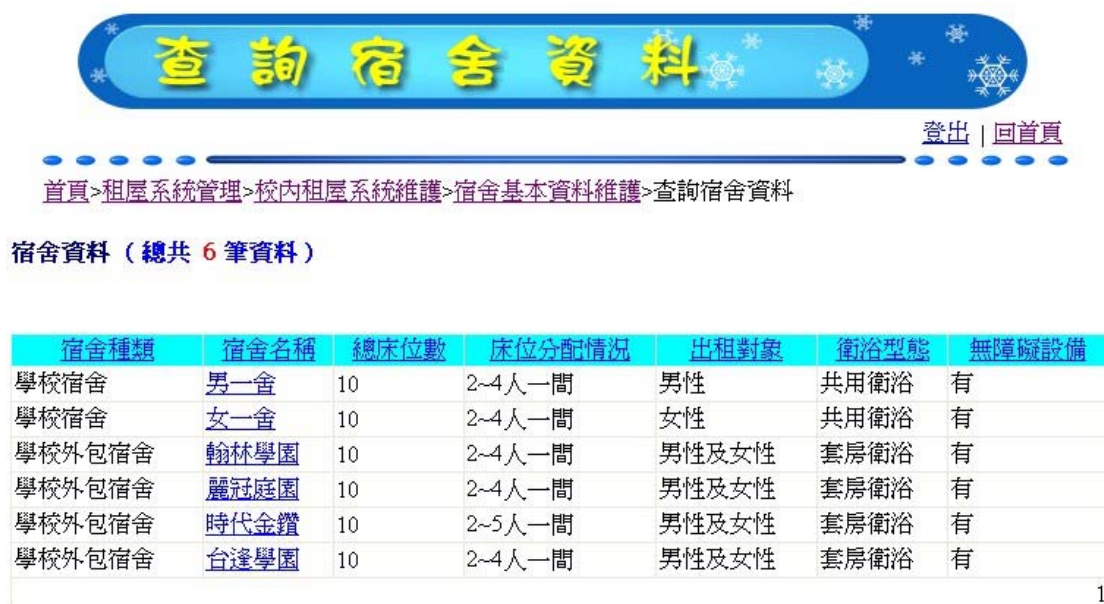 查詢宿舍資料
登出 | 回首頁
首頁>租屋系統管理>校內租屋系統維護>宿舍基本資料維護>查詢宿舍資料
宿舍資料 ( 總共 6 筆資料 )
宿舍種類 宿舍名稱 總床位數 床位分配情況 出租對象 衛浴型態 無障礙設備
學校宿舍 男一舍 10 2~4人一間 男性 共用衛浴 有
學校宿舍 女一舍 10 2~4人一間 女性 共用衛浴 有
學校外包宿舍 翰林學園 10 2~4人一間 男性及女性 套房衛浴 有
學校外包宿舍 麗冠庭園 10 2~4人一間 男性及女性 套房衛浴 有
學校外包宿舍 時代金鑽 10 2~5人一間 男性及女性 套房衛浴 有
學校外包宿舍 台逢學園 10 2~4人一間 男性及女性 套房衛浴 有
1